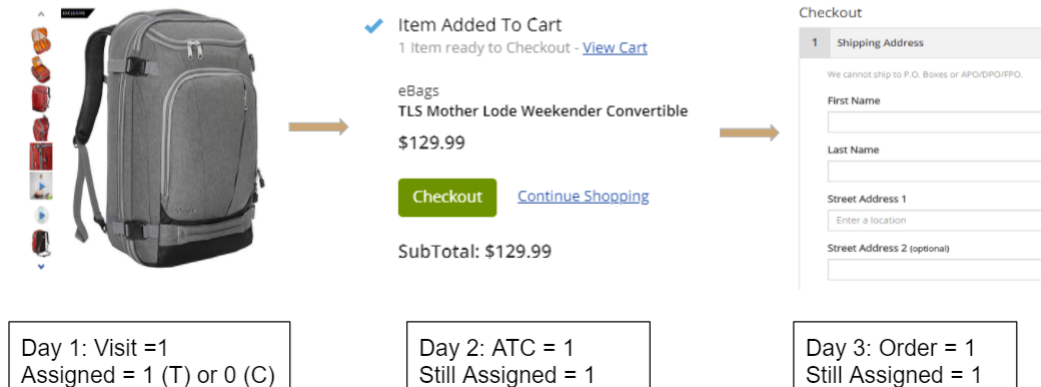 EXCLUSIVE
Item Added To Cart
1 Item ready to Checkout - View Cart
eBags
TLS Mother Lode Weekender Convertible
$129.99
Checkout
Continue Shopping
SubTotal: $129.99
Checkout
1 Shipping Address
We cannot ship to P.O. Boxes or APO/DPO/FPO.
First Name
Last Name
Street Address 1
Enter a location
Street Address 2 (optional)
Day 1: Visit =1
Assigned = 1 (T) or 0 (C)
Day 2: ATC = 1
Still Assigned = 1
Day 3: Order = 1
Still Assigned = 1